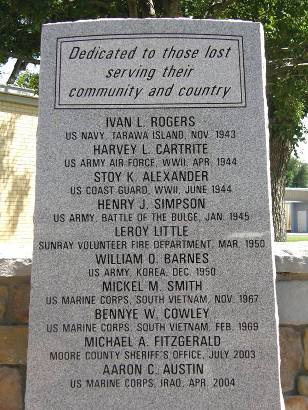 Dedicated to those lost
serving their
community and country
IVAN L. ROGERS
US NAVY, TARAWA ISLAND, NOV. 1943
HARVEY L. CARTRITE
US ARMY AIR FORCE, WWII, APR. 1944
STOY K. ALEXANDER
US COAST GUARD, WWII, JUNE 1944
HENRY J. SIMPSON
US ARMY, BATTLE OF THE BULGE, JAN. 1945
LEROY LITTLE
SUNRAY VOLUNTEER FIRE DEPARTMENT, MAR. 1950
WILLIAM O. BARNES
US ARMY, KOREA, DEC. 1950
MICKEL M. SMITH
US MARINE CORPS, SOUTH VIETNAM, NOV. 1967
BENNYE W. COWLEY
US MARINE CORPS, SOUTH VIETNAM, FEB. 1969
MICHAEL A. FITZGERALD
MOORE COUNTY SHERIFF'S OFFICE, JULY 2003
AARON C. AUSTIN
US MARINE CORPS, IRAQ, APR. 2004